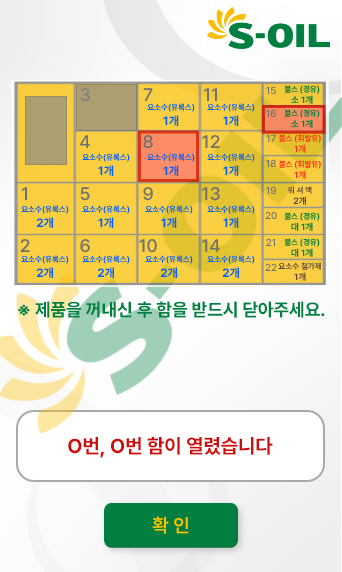 S-OIL
3
7
요소수(유록스)
1개
11
요소수(유록스)
1개
15 불스 (경유)
소 1개
16 불스 (경유)
소 1개
4
요소수(유록스)
1개
8
요소수(유록스)
1개
12
요소수(유록스)
1개
17 불스 (휘발유)
1개
18 불스 (휘발유)
1개
1
요소수(유록스)
2개
5
요소수(유록스)
1개
9
요소수(유록스)
1개
13
요소수(유록스)
1개
19 워셔액
2개
20 불스 (경유)
대 1개
2
요소수(유록스)
2개
6
요소수(유록스)
2개
10
요소수(유록스)
2개
14
요소수(유록스)
2개
21 불스 (경유)
대 1개
22 요소수 첨가제
1개
※ 제품을 꺼내신 후 함을 받드시 닫아주세요.
O번, O번 함이 열렸습니다
확 인